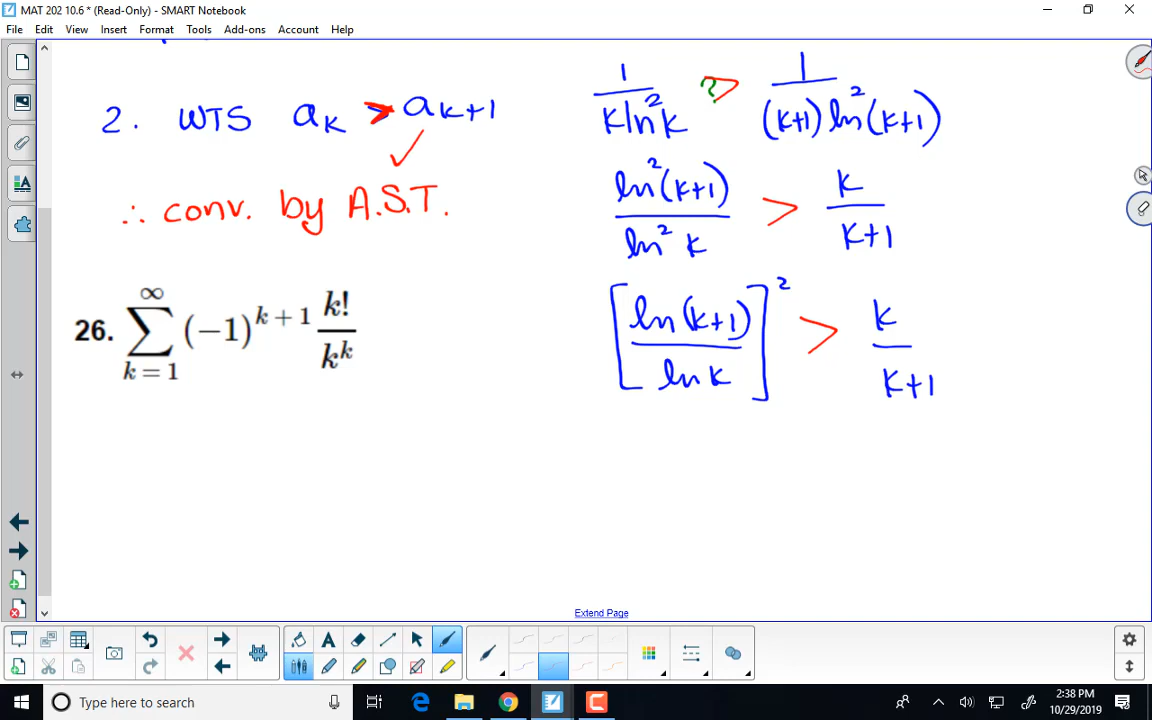 MAT 202 10.6 * (Read-Only) - SMART Notebook
File Edit View Insert Format Tools Add-ons Account Help
2. WTS aₖ > aₖ₊₁ ✓
∴ conv. by A.S.T.
1/(k ln² k) ?> 1/((k+1) ln² (k+1))
ln² (k+1)/ln² k > k/(k+1)
[ln (k+1)/ln k]² > k/(k+1)
26. ∑_{k = 1}^{∞} (−1)^{k + 1} k!/k^k
Extend Page
A
Type here to search
2:38 PM
10/29/2019